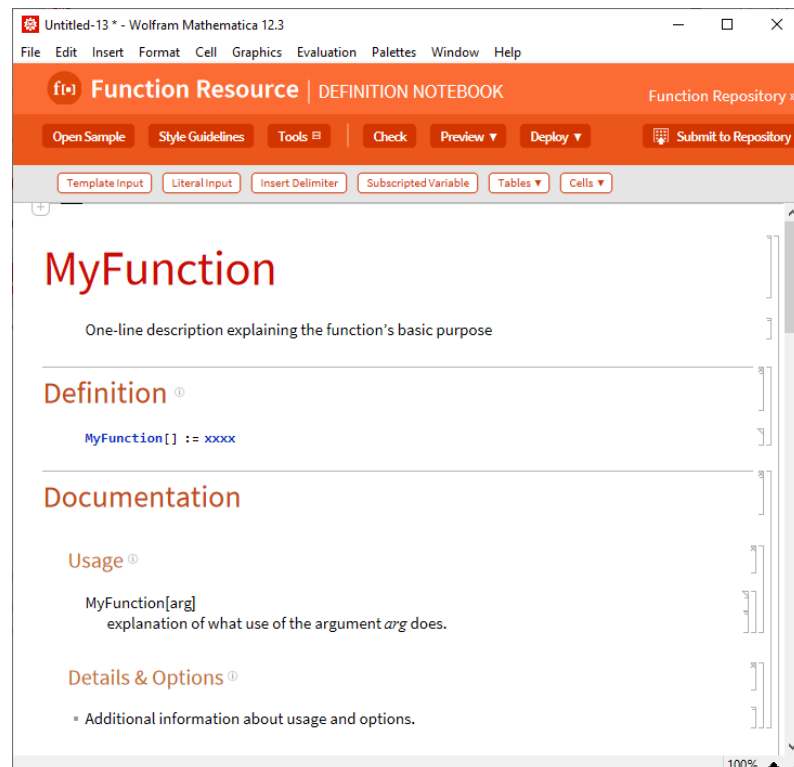 Untitled-13 * - Wolfram Mathematica 12.3
File Edit Insert Format Cell Graphics Evaluation Palettes Window Help
f[▪] Function Resource | DEFINITION NOTEBOOK Function Repository »
Open Sample Style Guidelines Tools Check Preview ▼ Deploy ▼ Submit to Repository
Template Input Literal Input Insert Delimiter Subscripted Variable Tables ▼ Cells ▼
MyFunction
One-line description explaining the function's basic purpose
Definition
MyFunction[] := xxxx
Documentation
Usage
MyFunction[arg]
explanation of what use of the argument arg does.
Details & Options
▪ Additional information about usage and options.
100%